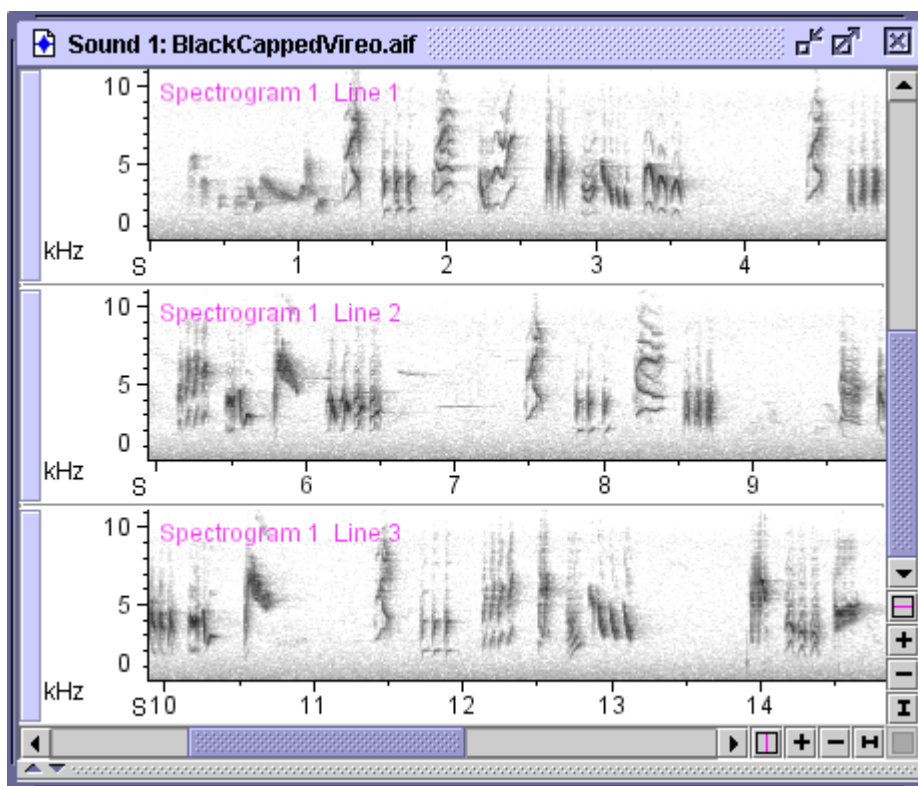 Sound 1: BlackCappedVireo.aif
Spectrogram 1 Line 1
10
5
0
kHz
S 1 2 3 4
Spectrogram 1 Line 2
10
5
0
kHz
S 6 7 8 9
Spectrogram 1 Line 3
10
5
0
kHz
S10 11 12 13 14